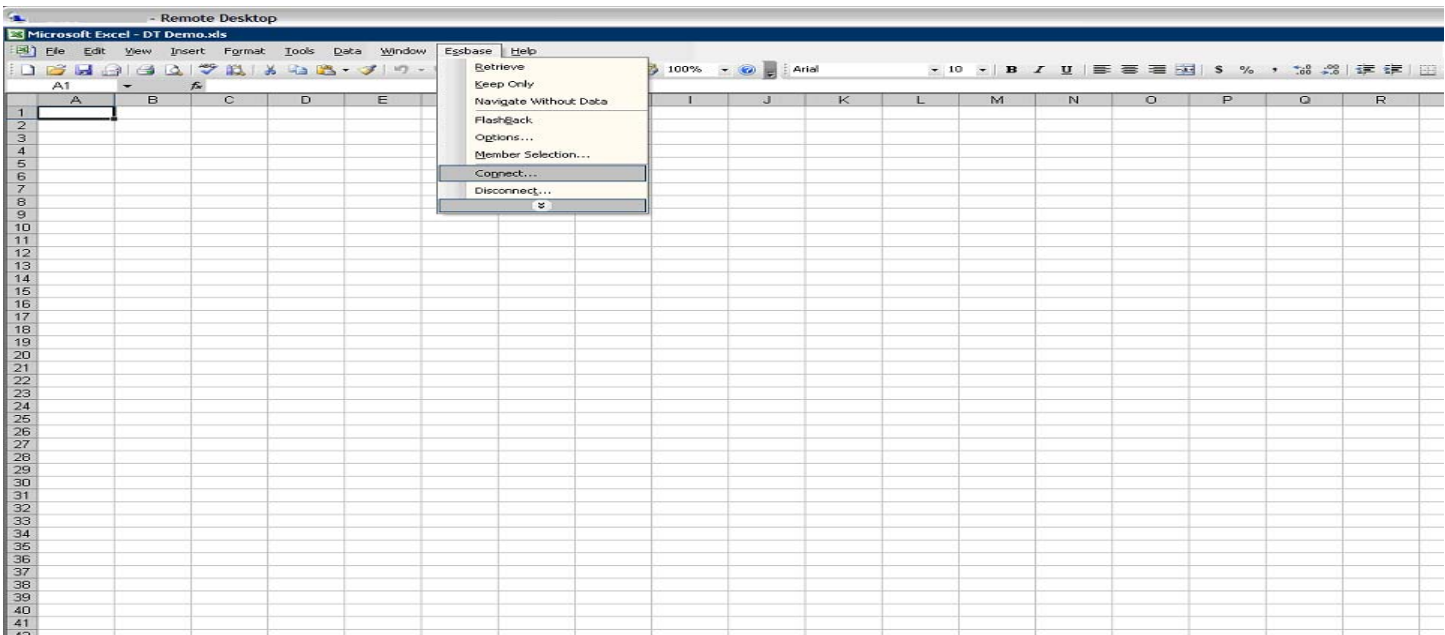 - Remote Desktop
Microsoft Excel - DT Demo.xls
File Edit View Insert Format Tools Data Window Essbase Help
100% Arial 10 B I U $ % ,
A1 fx
A B C D E I J K L M N O P Q R
Retrieve
Keep Only
Navigate Without Data
FlashBack
Options...
Member Selection...
Connect...
Disconnect...
1
2
3
4
5
6
7
8
9
10
11
12
13
14
15
16
17
18
19
20
21
22
23
24
25
26
27
28
29
30
31
32
33
34
35
36
37
38
39
40
41